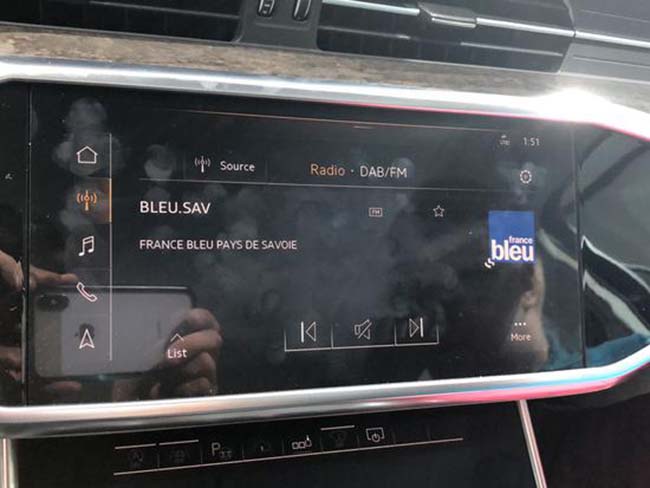 1:51
Source
Radio · DAB/FM
BLEU.SAV
FM
FRANCE BLEU PAYS DE SAVOIE
france
bleu
List
More
P